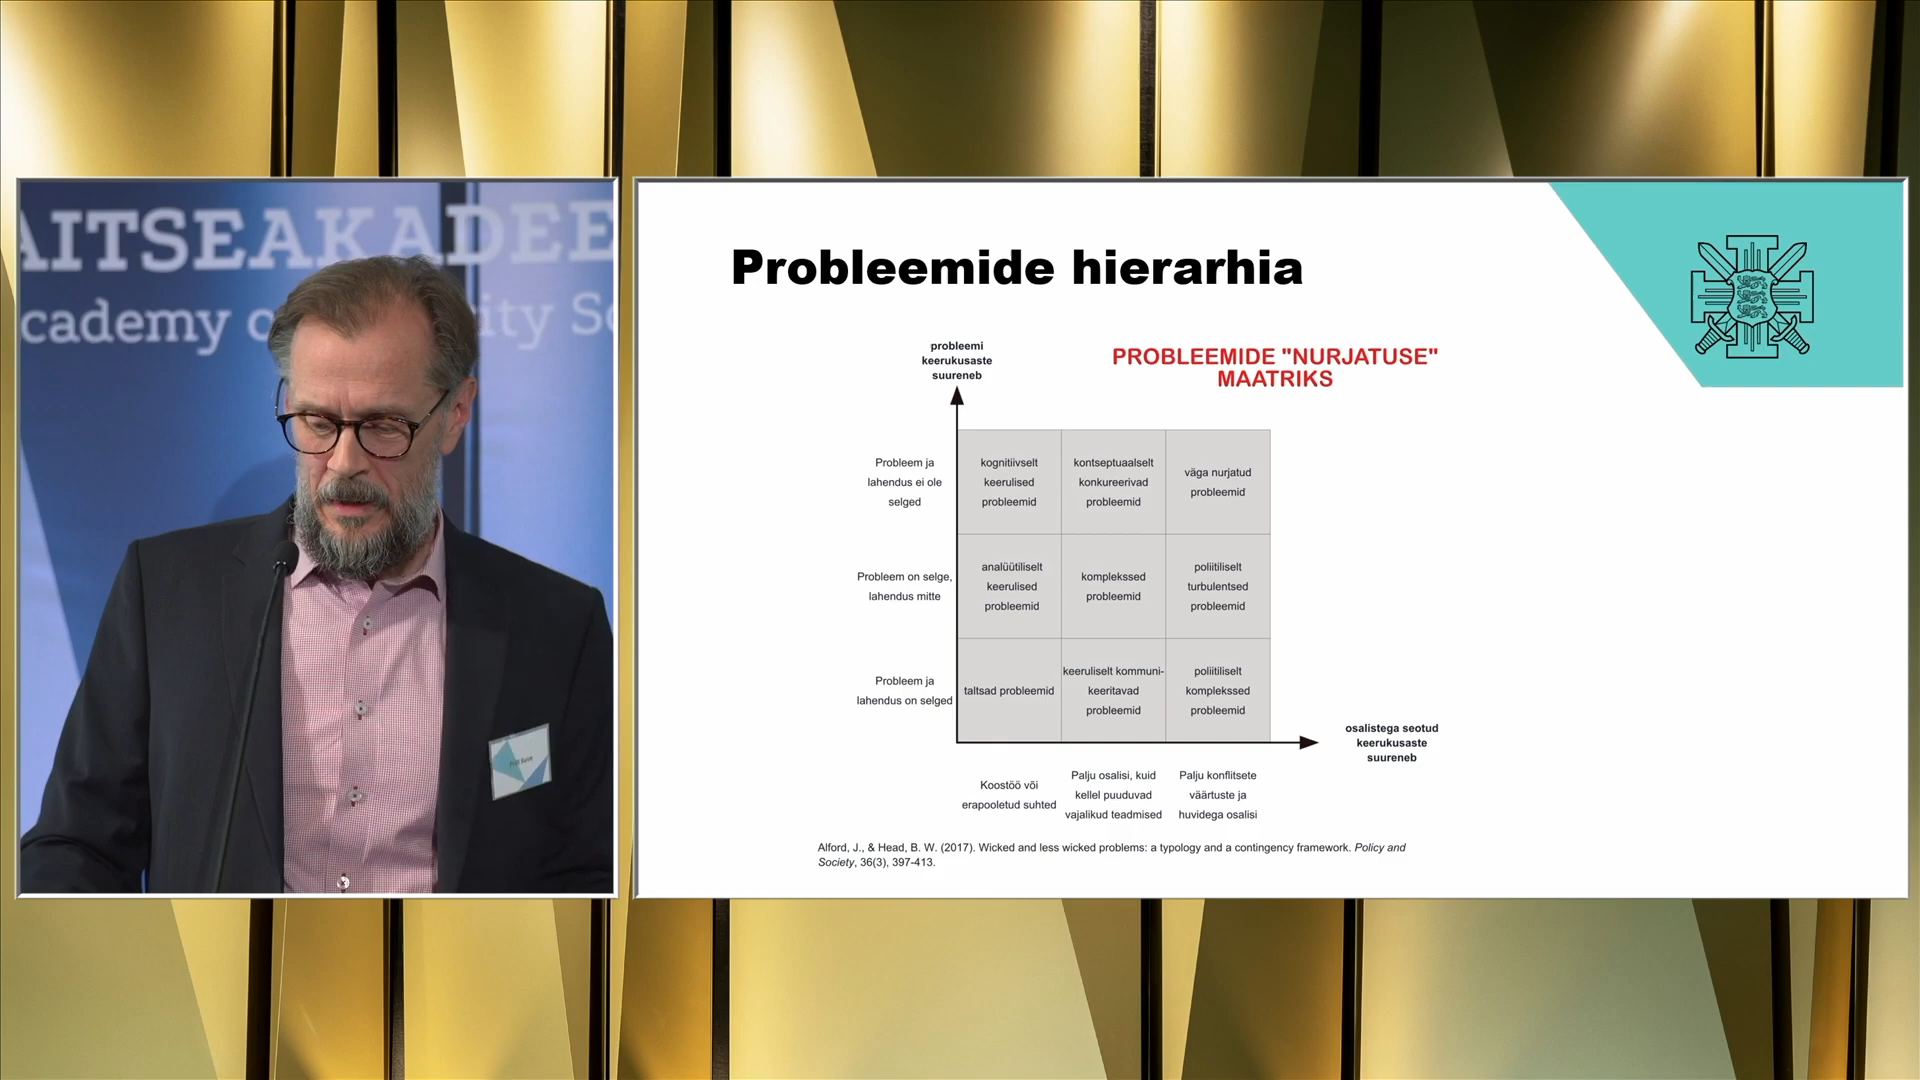 AITSEAKADEE
cademy o
ity Sc
Probleemide hierarhia
probleemi
keerukusaste
suureneb
PROBLEEMIDE "NURJATUSE"
MAATRIKS
Probleem ja
lahendus ei ole
selged
kognitiivselt
keerulised
probleemid
kontseptuaalselt
konkureerivad
probleemid
väga nurjatud
probleemid
Probleem on selge,
lahendus mitte
analüütiliselt
keerulised
probleemid
komplekssed
probleemid
poliitiliselt
turbulentsed
probleemid
Probleem ja
lahendus on selged
taltsad probleemid
keeruliselt kommuni-
keeritavad
probleemid
poliitiliselt
komplekssed
probleemid
osalistega seotud
keerukusaste
suureneb
Koostöö või
erapooletud suhted
Palju osalisi, kuid
kellel puuduvad
vajalikud teadmised
Palju konflitsete
väärtuste ja
huvidega osalisi
Alford, J., & Head, B. W. (2017). Wicked and less wicked problems: a typology and a contingency framework. Policy and
Society, 36(3), 397-413.